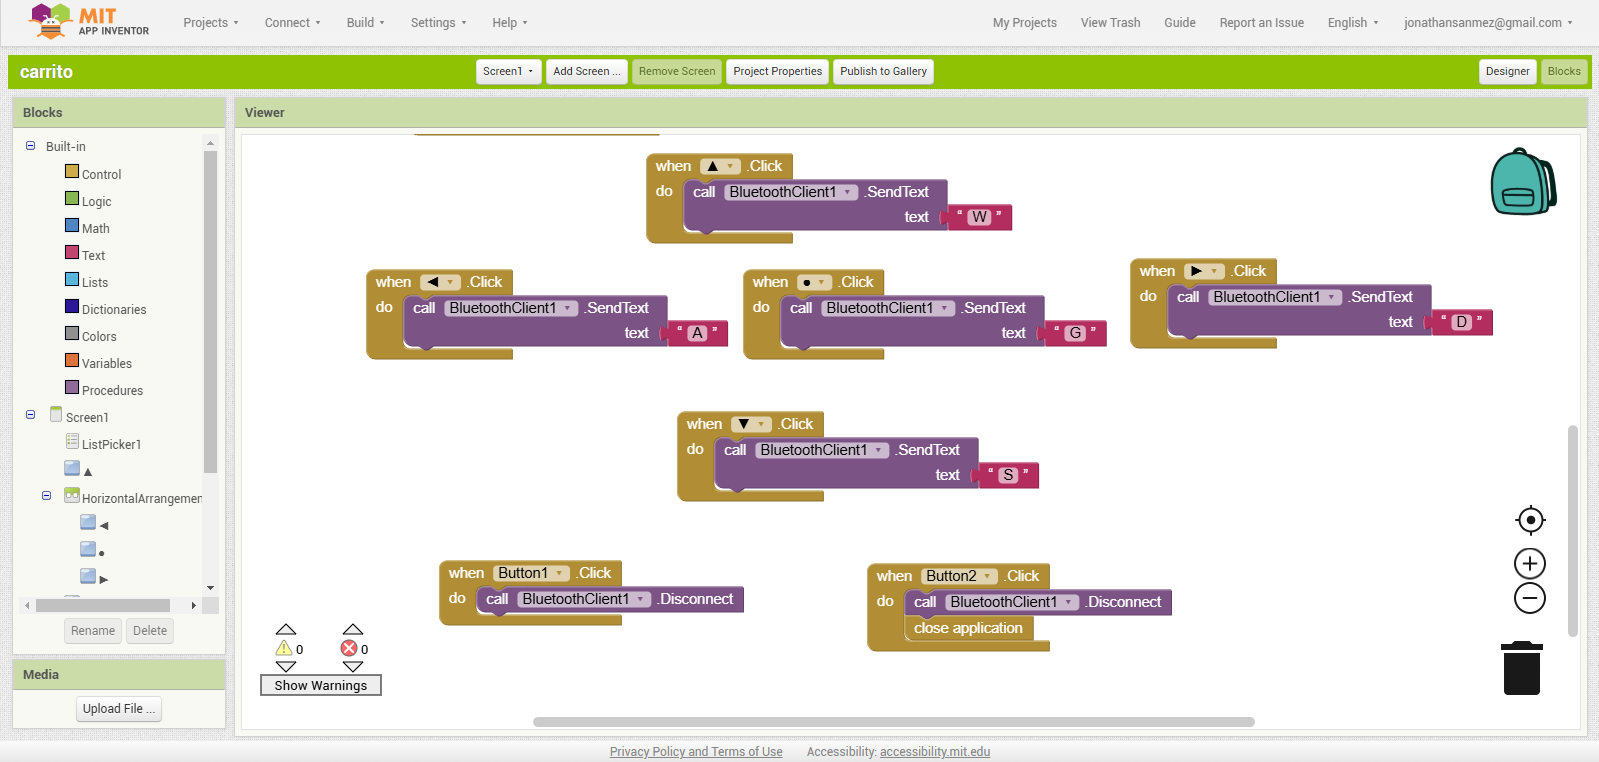 MIT
APP INVENTOR
Projects
Connect
Build
Settings
Help
My Projects
View Trash
Guide
Report an Issue
English
jonathansanmez@gmail.com
carrito
Screen1
Add Screen ...
Remove Screen
Project Properties
Publish to Gallery
Designer
Blocks
Blocks
Built-in
Control
Logic
Math
Text
Lists
Dictionaries
Colors
Variables
Procedures
Screen1
ListPicker1
▲
HorizontalArrangemen
◀
●
▶
Rename
Delete
Media
Upload File ...
Viewer
when ▲ .Click
do call BluetoothClient1 .SendText
text “ W ”
when ◀ .Click
do call BluetoothClient1 .SendText
text “ A ”
when ● .Click
do call BluetoothClient1 .SendText
text “ G ”
when ▶ .Click
do call BluetoothClient1 .SendText
text “ D ”
when ▼ .Click
do call BluetoothClient1 .SendText
text “ S ”
when Button1 .Click
do call BluetoothClient1 .Disconnect
when Button2 .Click
do call BluetoothClient1 .Disconnect
close application
0
0
Show Warnings
Privacy Policy and Terms of Use
Accessibility: accessibility.mit.edu